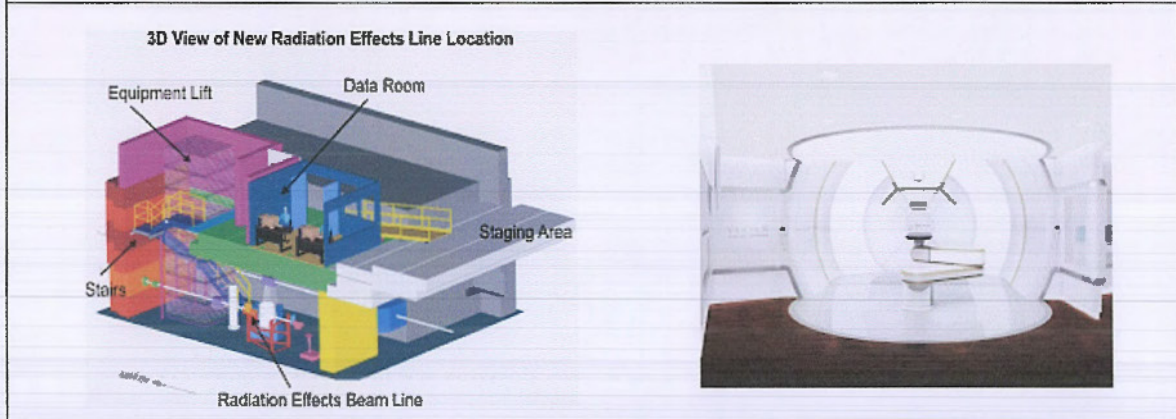 3D View of New Radiation Effects Line Location
Equipment Lift
Data Room
Staging Area
Stairs
Radiation Effects Beam Line